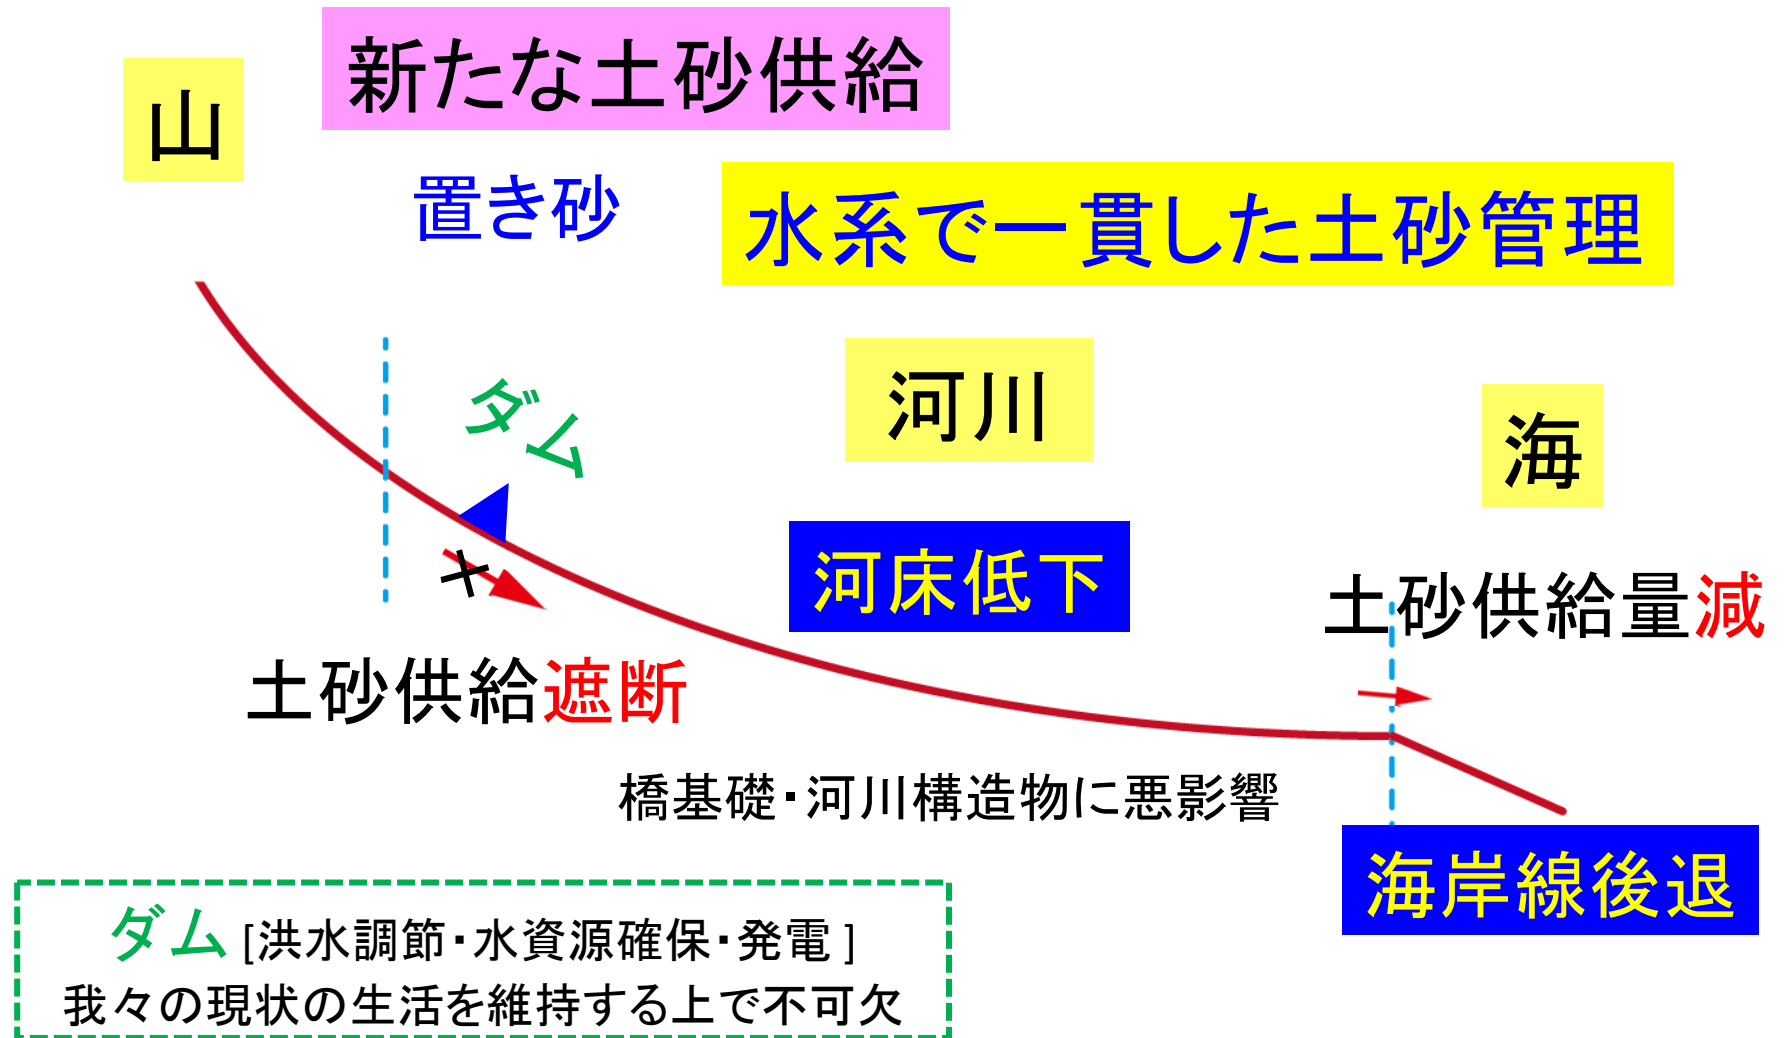 新たな土砂供給
山
置き砂
水系で一貫した土砂管理
ダム
河川
海
河床低下
土砂供給量減
土砂供給遮断
橋基礎・河川構造物に悪影響
海岸線後退
ダム [洪水調節・水資源確保・発電 ]
我々の現状の生活を維持する上で不可欠